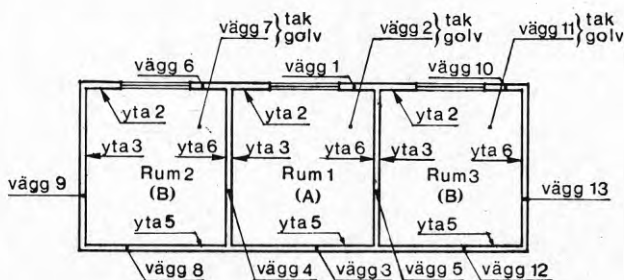 vägg 7 } tak golv
vägg 2 } tak golv
vägg 11 } tak golv
vägg 6
vägg 1
vägg 10
yta 2
yta 2
yta 2
yta 3
yta 6
yta 3
yta 6
yta 3
yta 6
vägg 9
Rum 2
(B)
Rum 1
(A)
Rum 3
(B)
vägg 13
yta 5
yta 5
yta 5
vägg 8
vägg 4
vägg 3
vägg 5
vägg 12